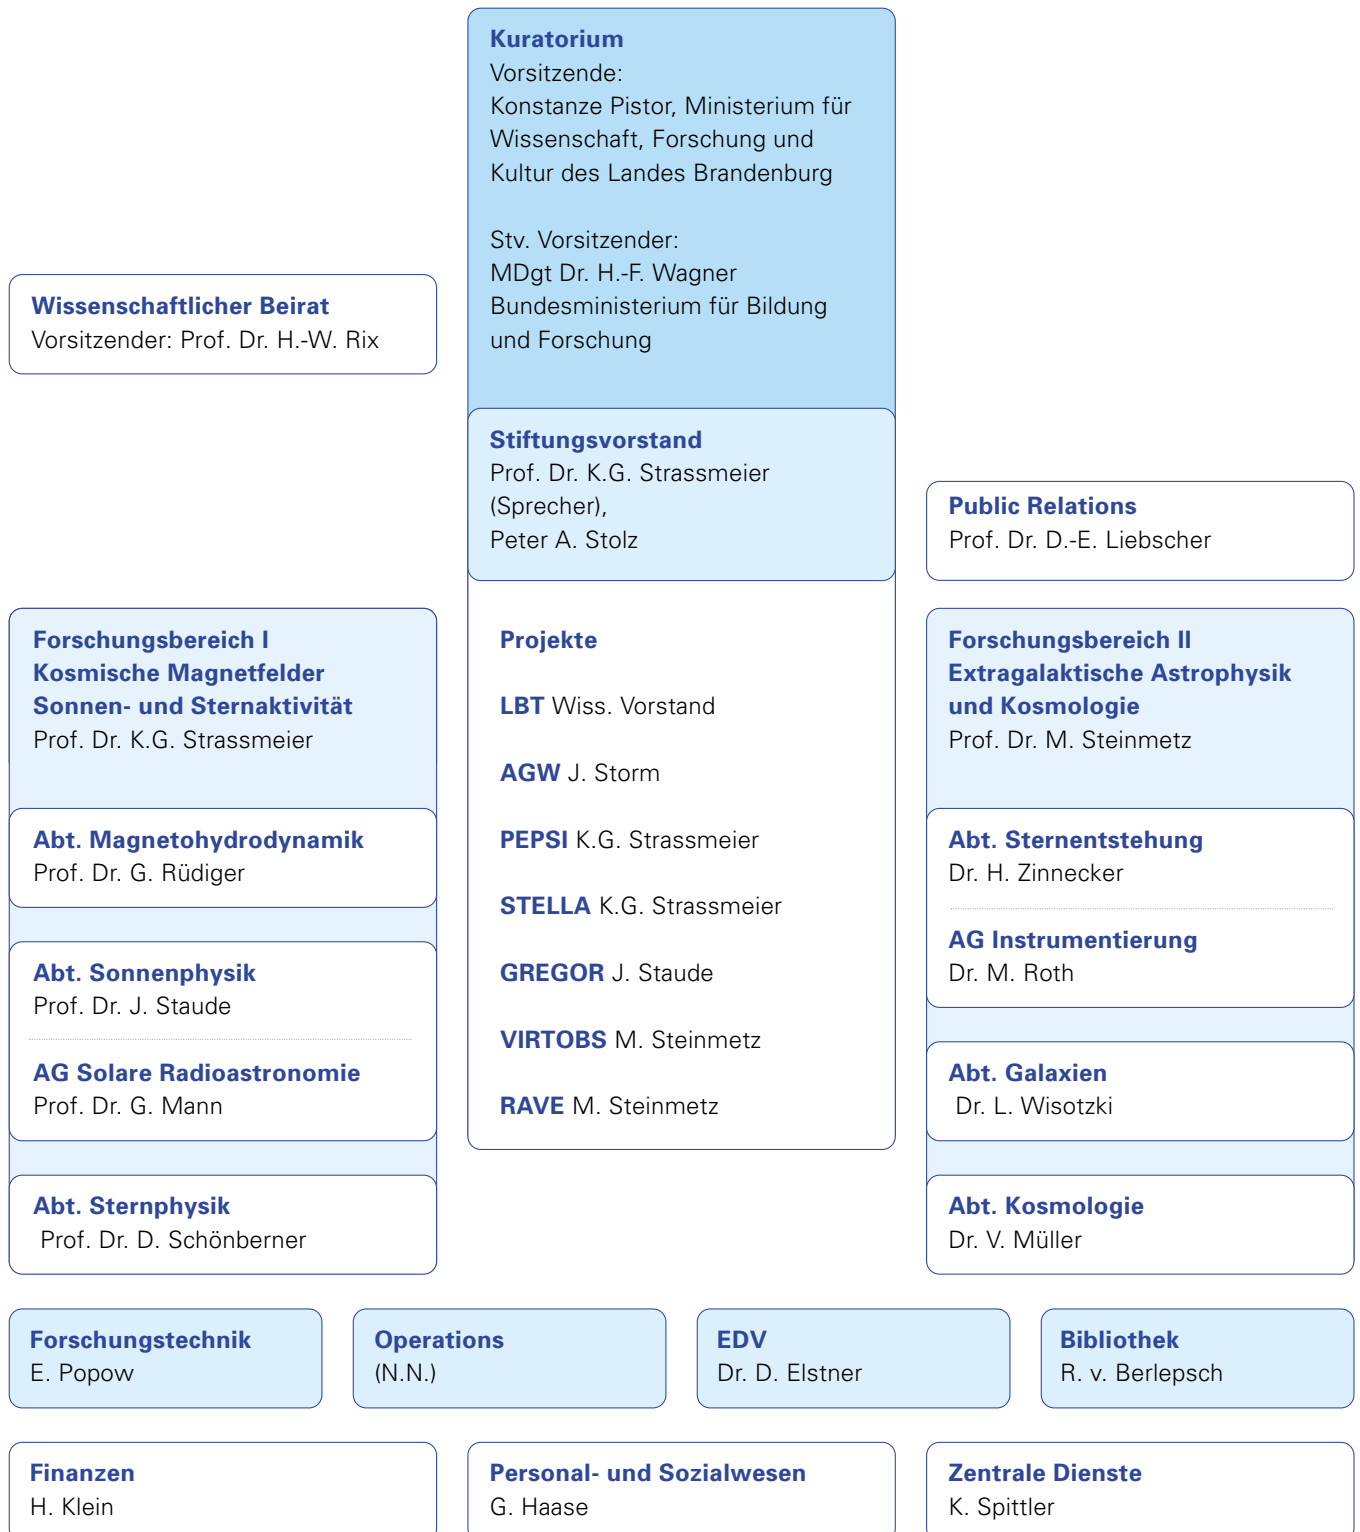 Kuratorium
Vorsitzende:
Konstanze Pistor, Ministerium für
Wissenschaft, Forschung und
Kultur des Landes Brandenburg
Stv. Vorsitzender:
MDgt Dr. H.-F. Wagner
Bundesministerium für Bildung
und Forschung
Wissenschaftlicher Beirat
Vorsitzender: Prof. Dr. H.-W. Rix
Stiftungsvorstand
Prof. Dr. K.G. Strassmeier
(Sprecher),
Peter A. Stolz
Public Relations
Prof. Dr. D.-E. Liebscher
Forschungsbereich I
Kosmische Magnetfelder
Sonnen- und Sternaktivität
Prof. Dr. K.G. Strassmeier
Abt. Magnetohydrodynamik
Prof. Dr. G. Rüdiger
Abt. Sonnenphysik
Prof. Dr. J. Staude
AG Solare Radioastronomie
Prof. Dr. G. Mann
Abt. Sternphysik
Prof. Dr. D. Schönberner
Projekte
LBT Wiss. Vorstand
AGW J. Storm
PEPSI K.G. Strassmeier
STELLA K.G. Strassmeier
GREGOR J. Staude
VIRTOBS M. Steinmetz
RAVE M. Steinmetz
Forschungsbereich II
Extragalaktische Astrophysik
und Kosmologie
Prof. Dr. M. Steinmetz
Abt. Sternentstehung
Dr. H. Zinnecker
AG Instrumentierung
Dr. M. Roth
Abt. Galaxien
Dr. L. Wisotzki
Abt. Kosmologie
Dr. V. Müller
Forschungstechnik
E. Popow
Operations
(N.N.)
EDV
Dr. D. Elstner
Bibliothek
R. v. Berlepsch
Finanzen
H. Klein
Personal- und Sozialwesen
G. Haase
Zentrale Dienste
K. Spittler